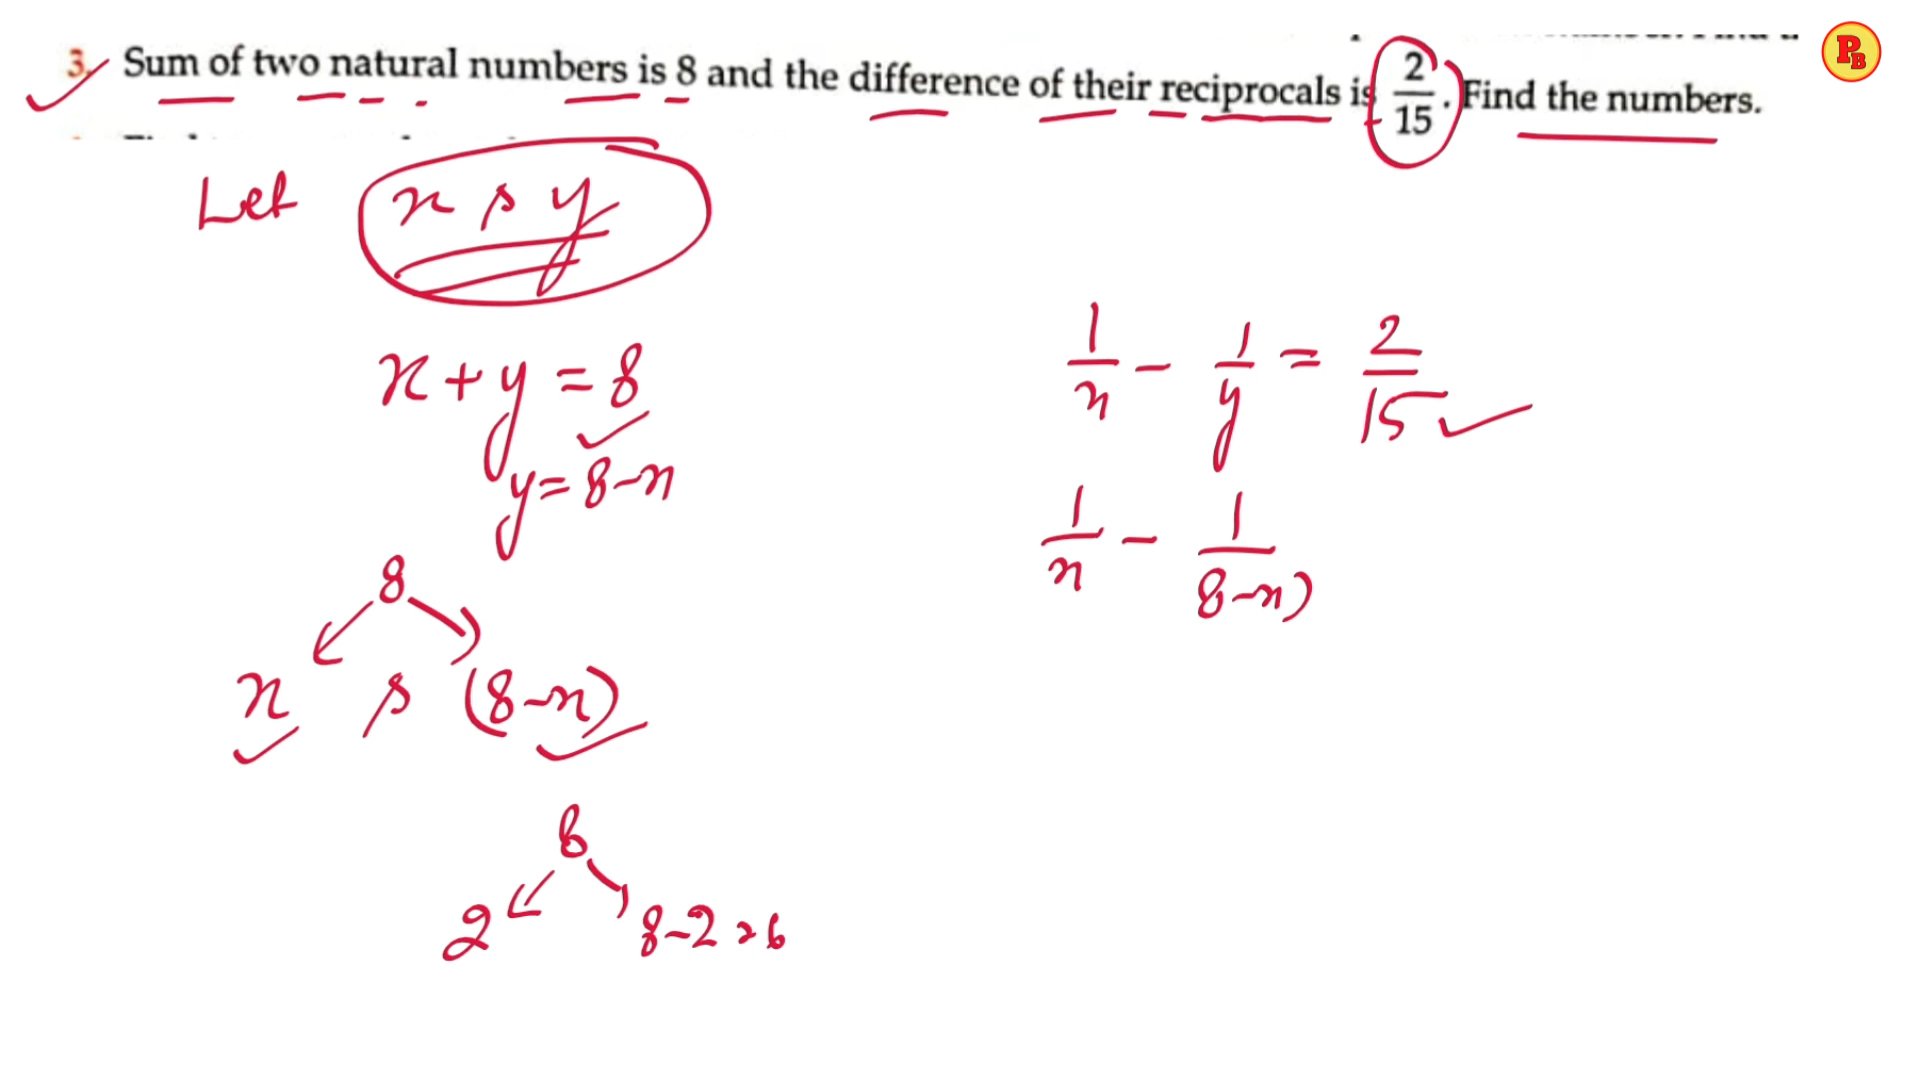 3. Sum of two natural numbers is 8 and the difference of their reciprocals is 2/15. Find the numbers.
PB
Let x, y
x + y = 8
y = 8 - x
8
x , (8 - x)
8
2 8 - 2 = 6
1/x - 1/y = 2/15
1/x - 1/8 - x)